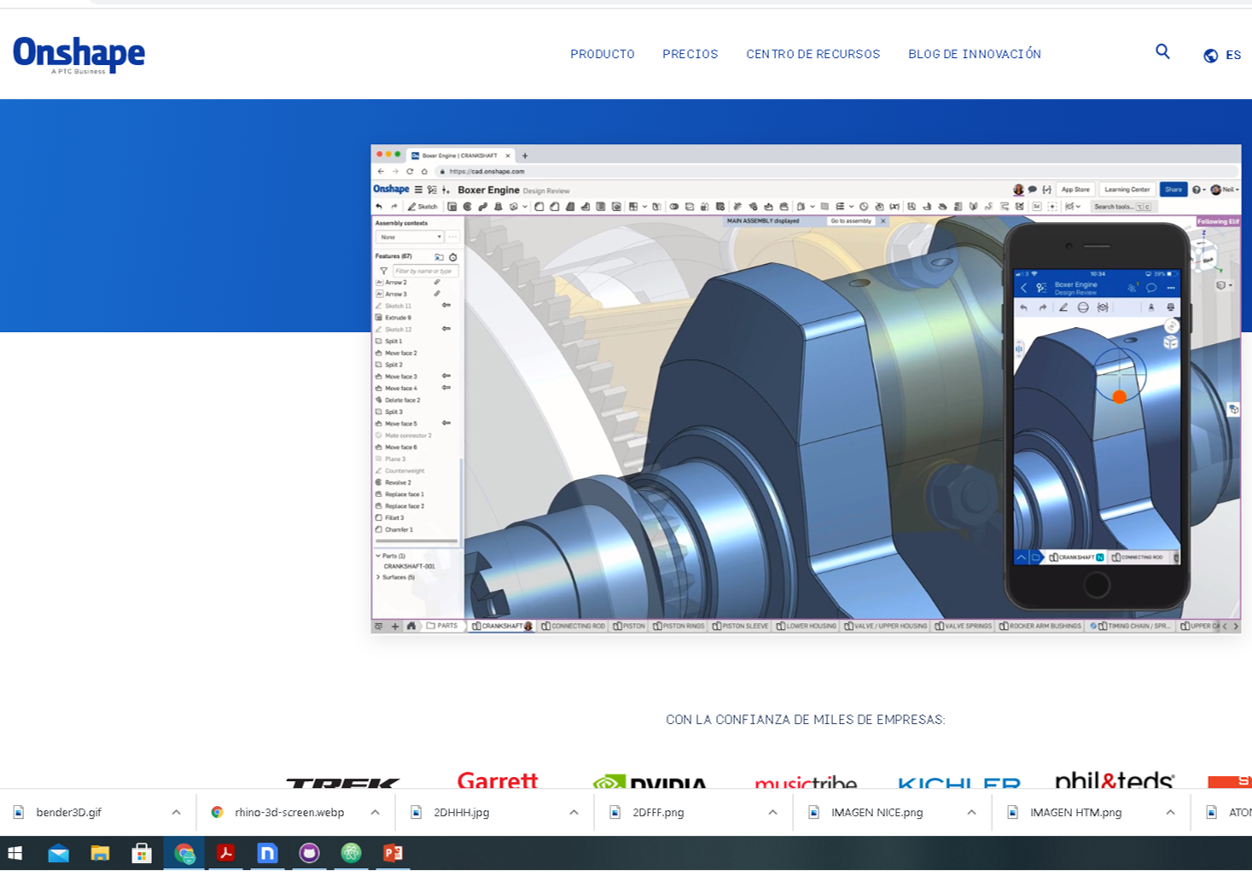 Onshape
A PTC Business
PRODUCTO
PRECIOS
CENTRO DE RECURSOS
BLOG DE INNOVACIÓN
ES
Boxer Engine | CRANKSHAFT
https://cad.onshape.com
Onshape
Boxer Engine Design Review
App Store
Learning Center
Share
Neil
Sketch
Search tools...
Assembly contexts
None
MAIN ASSEMBLY displayed
Go to assembly
Features (67)
Filter by name or type
Arrow 2
Arrow 3
Sketch 11
Extrude 9
Sketch 12
Split 1
Move face 2
Split 2
Move face 3
Move face 4
Delete face 2
Split 3
Move face 5
Mate connector 2
Move face 6
Plane 3
Counterweight
Revolve 2
Replace face 1
Replace face 2
Fillet 3
Chamfer 1
Parts (1)
CRANKSHAFT-001
Surfaces (5)
10:34
39%
Boxer Engine
Design Review
CRANKSHAFT
CONNECTING ROD
PARTS
CRANKSHAFT
CONNECTING ROD
PISTON
PISTON RINGS
PISTON SLEEVE
LOWER HOUSING
VALVE / UPPER HOUSING
VALVE SPRINGS
ROCKER ARM BUSHINGS
TIMING CHAIN / SPR...
UPPER CA
CON LA CONFIANZA DE MILES DE EMPRESAS:
TREK
Garrett
NVIDIA
musictribe
KICHLER
phil&teds
bender3D.gif
rhino-3d-screen.webp
2DHHH.jpg
2DFFF.png
IMAGEN NICE.png
IMAGEN HTM.png